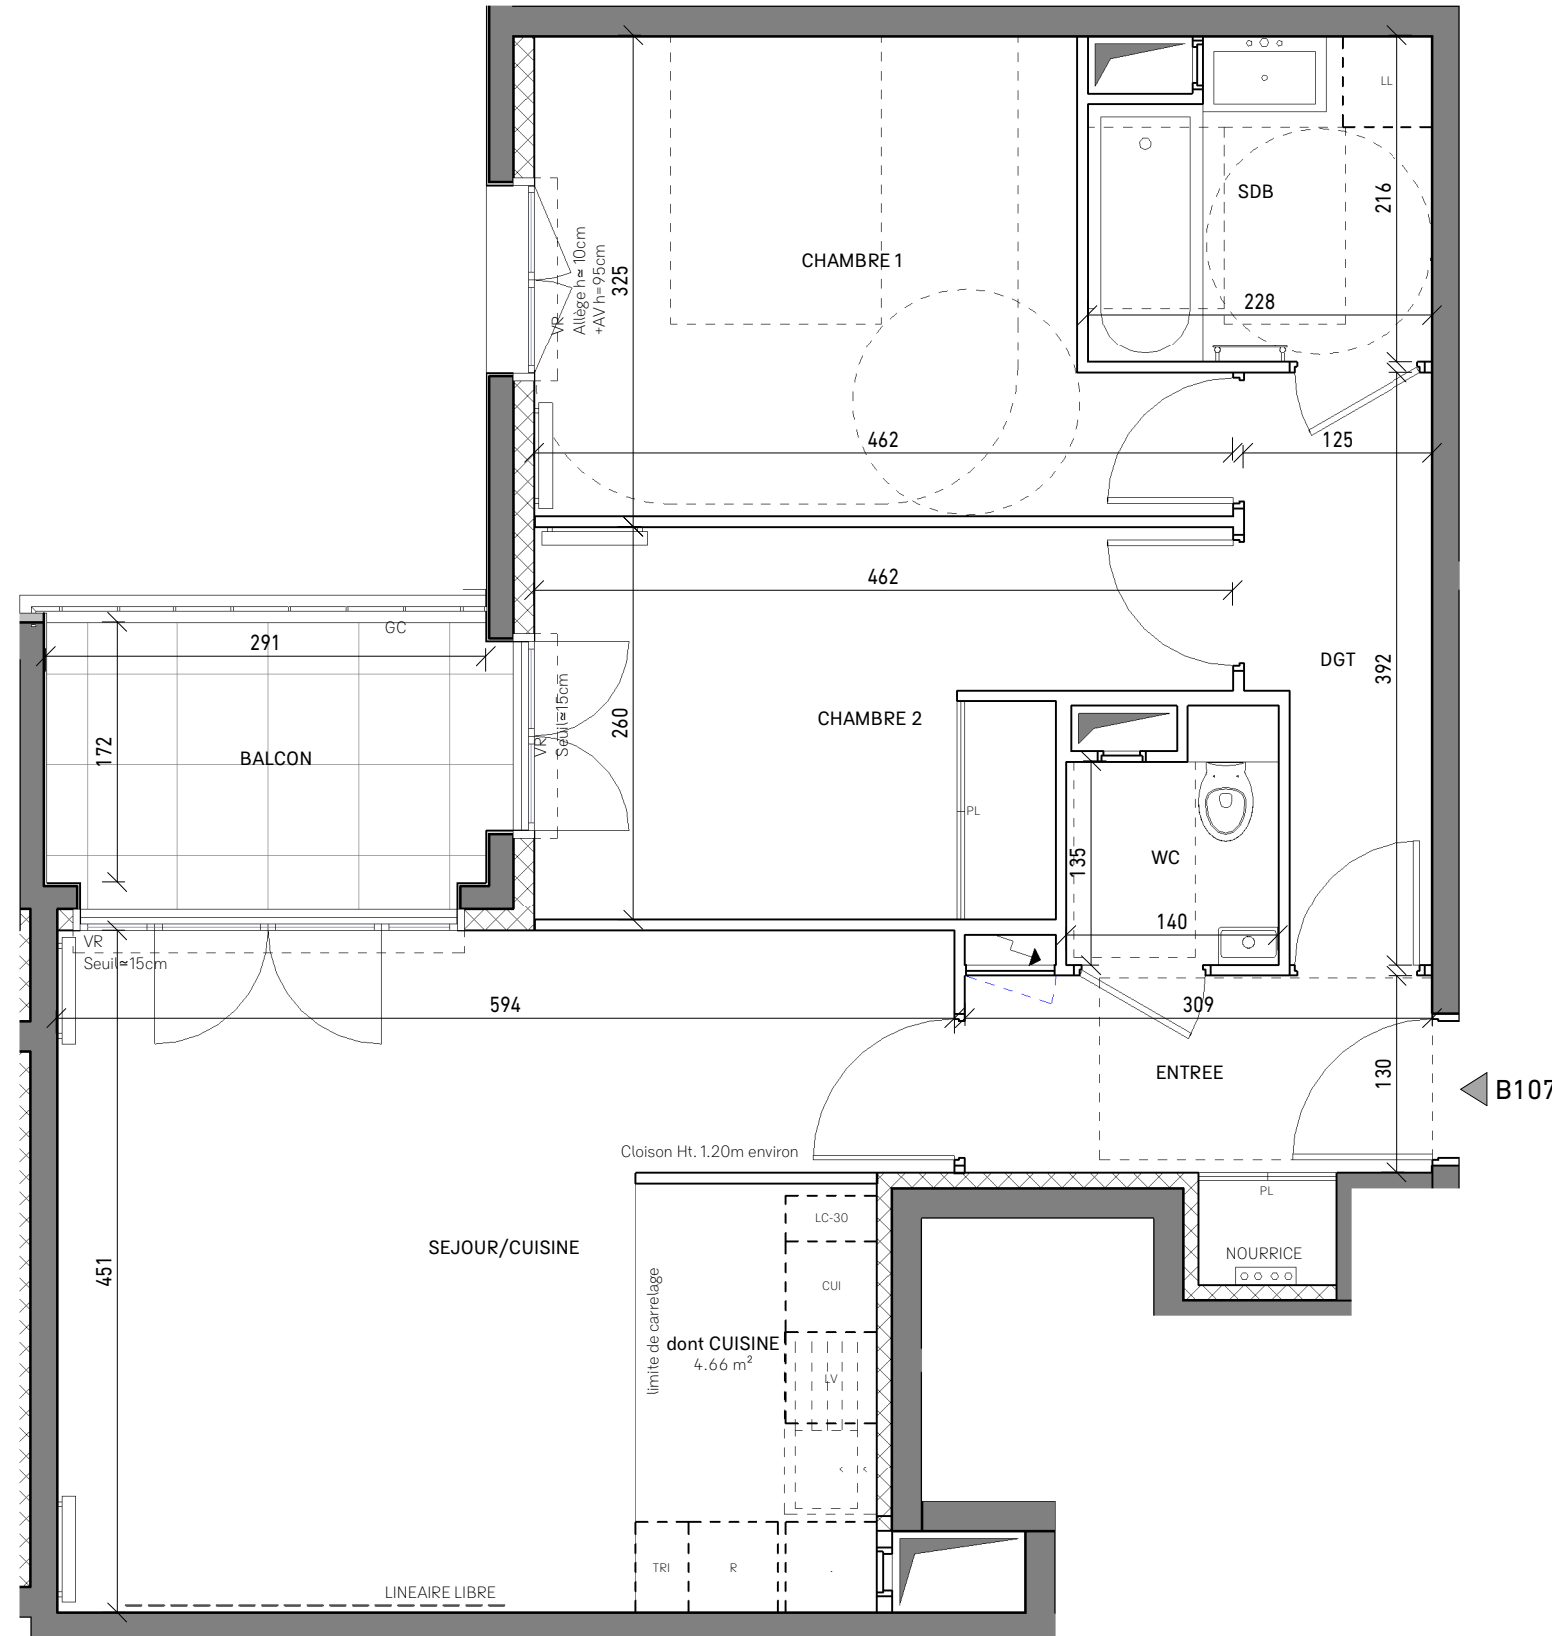 LL
SDB
216
228
CHAMBRE 1
325
VR
Allège h≈ 10cm
+AV h=95cm
462
125
462
GC
291
172
BALCON
260
VR
Seuil≈15cm
CHAMBRE 2
PL
DGT
392
WC
135
140
VR
Seuil≈15cm
594
309
ENTREE
130
B107
Cloison Ht. 1.20m environ
PL
NOURRICE
SEJOUR/CUISINE
451
limite de carrelage
LC-30
CUI
dont CUISINE
4.66 m²
LV
TRI
R
LINEAIRE LIBRE